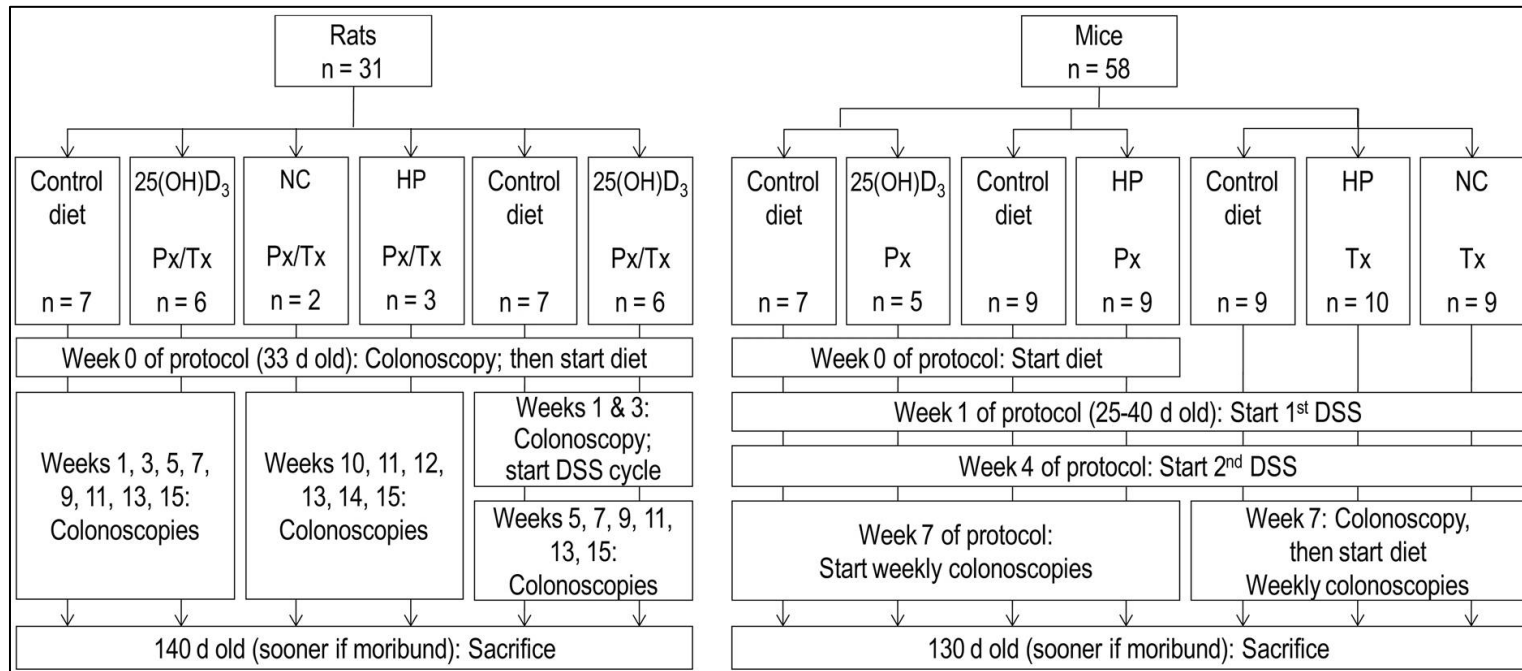 Rats
n = 31
Mice
n = 58
Control
diet
n = 7
25(OH)D₃
Px/Tx
n = 6
NC
Px/Tx
n = 2
HP
Px/Tx
n = 3
Control
diet
n = 7
25(OH)D₃
Px/Tx
n = 6
Control
diet
n = 7
25(OH)D₃
Px
n = 5
Control
diet
n = 9
HP
Px
n = 9
Control
diet
n = 9
HP
Tx
n = 10
NC
Tx
n = 9
Week 0 of protocol (33 d old): Colonoscopy; then start diet
Weeks 1, 3, 5, 7,
9, 11, 13, 15:
Colonoscopies
Weeks 10, 11, 12,
13, 14, 15:
Colonoscopies
Weeks 1 & 3:
Colonoscopy;
start DSS cycle
Weeks 5, 7, 9, 11,
13, 15:
Colonoscopies
140 d old (sooner if moribund): Sacrifice
Week 0 of protocol: Start diet
Week 1 of protocol (25-40 d old): Start 1st DSS
Week 4 of protocol: Start 2nd DSS
Week 7 of protocol:
Start weekly colonoscopies
Week 7: Colonoscopy,
then start diet
Weekly colonoscopies
130 d old (sooner if moribund): Sacrifice